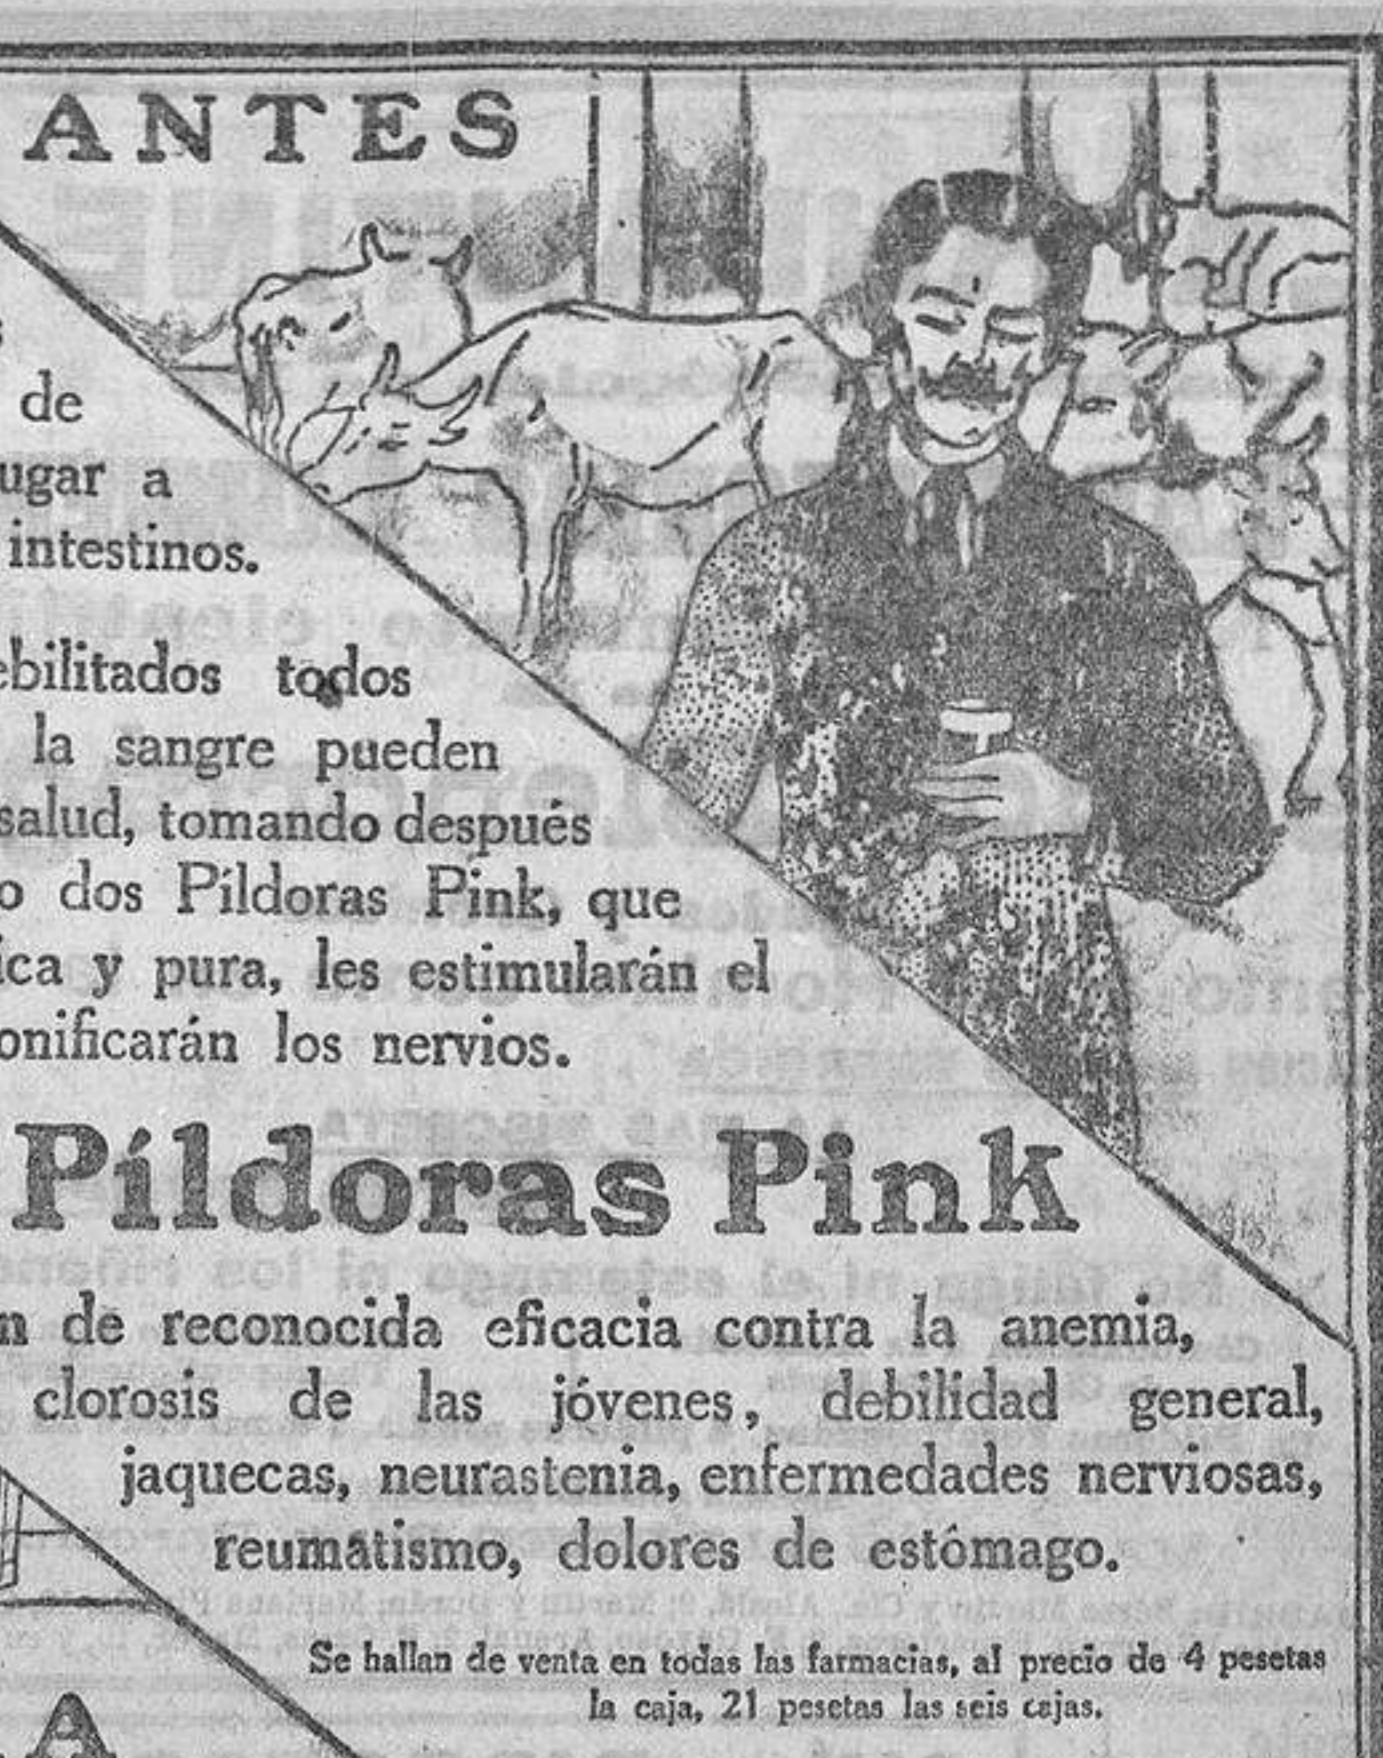 ANTES
de
ugar a
intestinos.
ebilitados todos
la sangre pueden
salud, tomando después
o dos Píldoras Pink, que
ica y pura, les estimularán el
onificarán los nervios.
Píldoras Pink
n de reconocida eficacia contra la anemia,
clorosis de las jóvenes, debilidad general,
jaquecas, neurastenia, enfermedades nerviosas,
reumatismo, dolores de estómago.
Se hallan de venta en todas las farmacias, al precio de 4 pesetas
la caja, 21 pesetas las seis cajas.
A